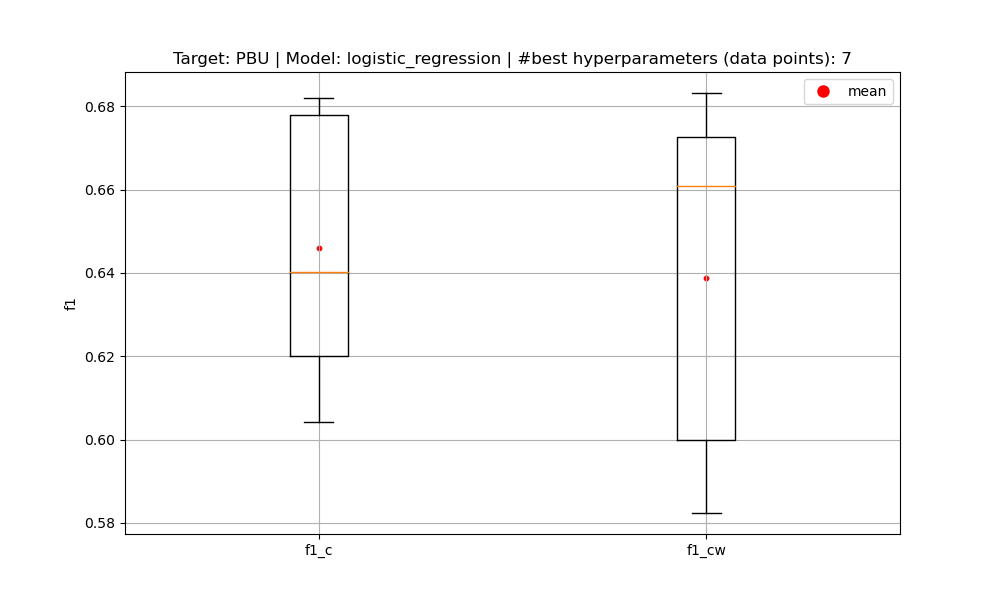 Target: PBU | Model: logistic_regression | #best hyperparameters (data points): 7
mean
0.68
0.66
0.64
0.62
0.60
0.58
f1
f1_c
f1_cw